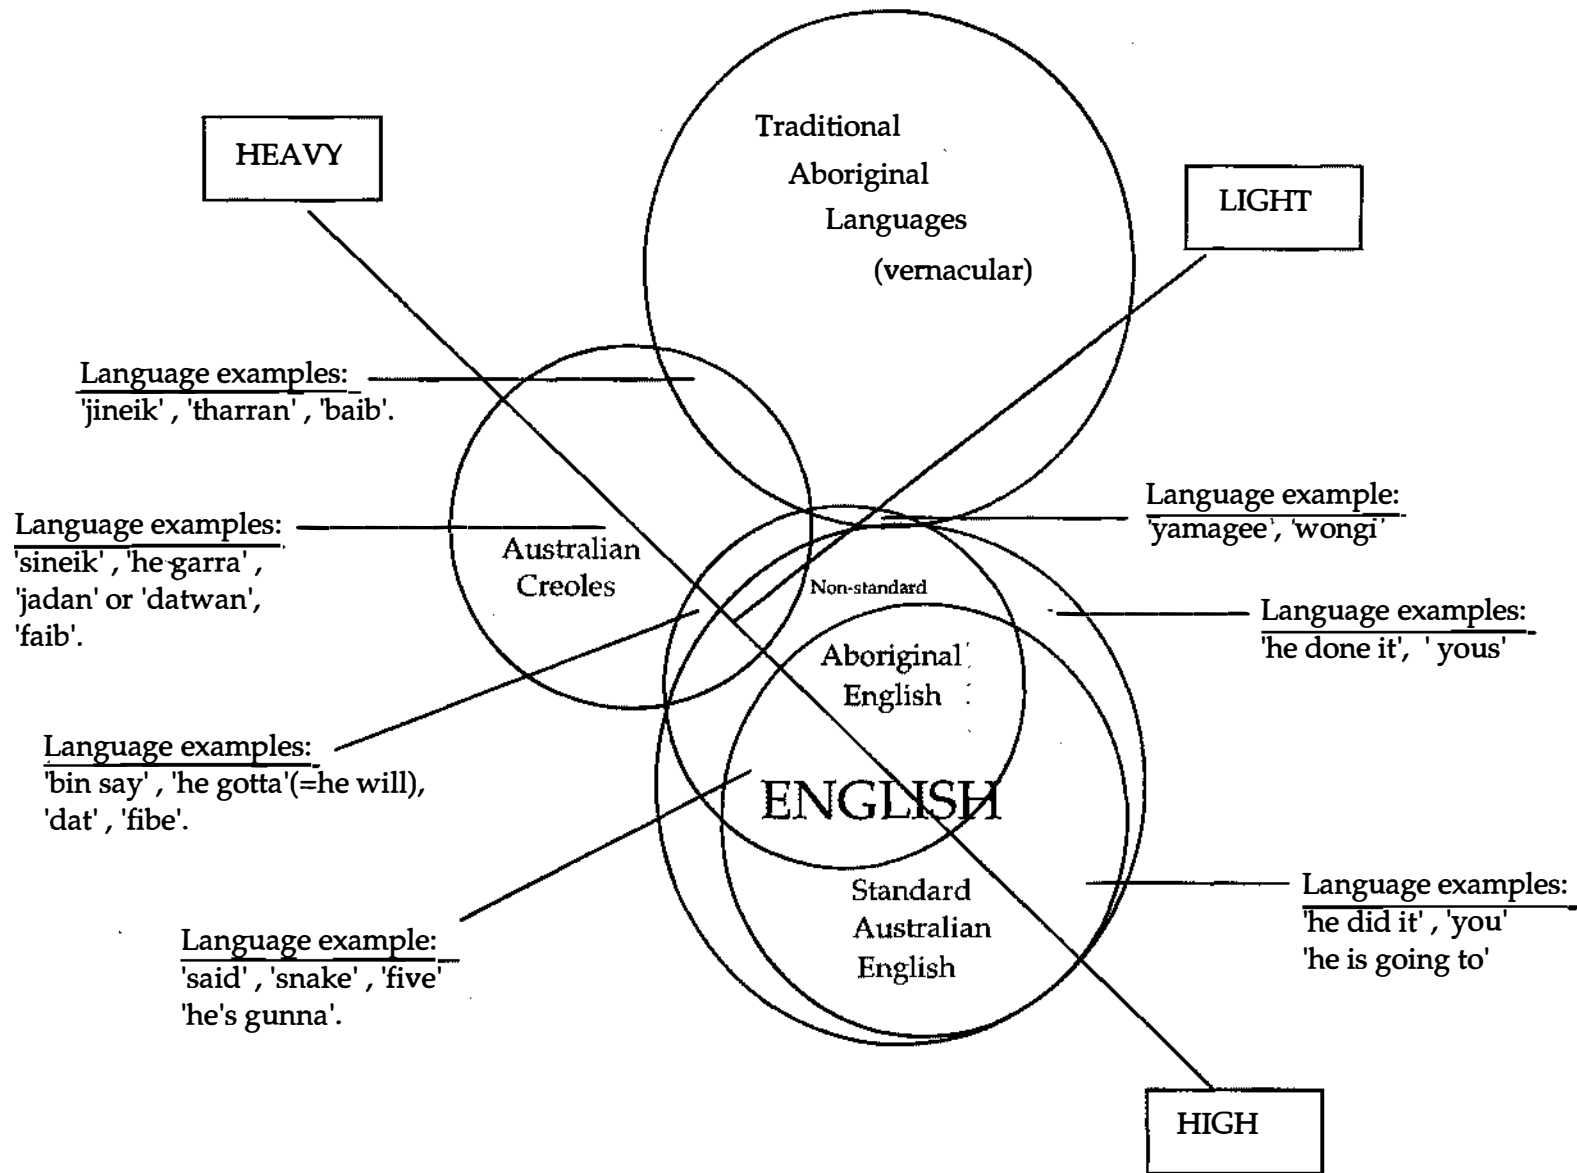 HEAVY
Traditional
Aboriginal
Languages
(vernacular)
LIGHT
Language examples:
'jineik' , 'tharran' , 'baib'.
Language example:
'yamagee', 'wongi'
Language examples:
'sineik' , 'he garra' ,
'jadan' or 'datwan',
'faib'.
Australian
Creoles
Non-standard
Language examples:
'he done it', ' yous'
Aboriginal
English
Language examples:
'bin say' , 'he gotta'(=he will),
'dat' , 'fibe'.
ENGLISH
Standard
Australian
English
Language examples:
'he did it' , 'you'
'he is going to'
Language example:
'said' , 'snake' , 'five'
'he's gunna'.
HIGH